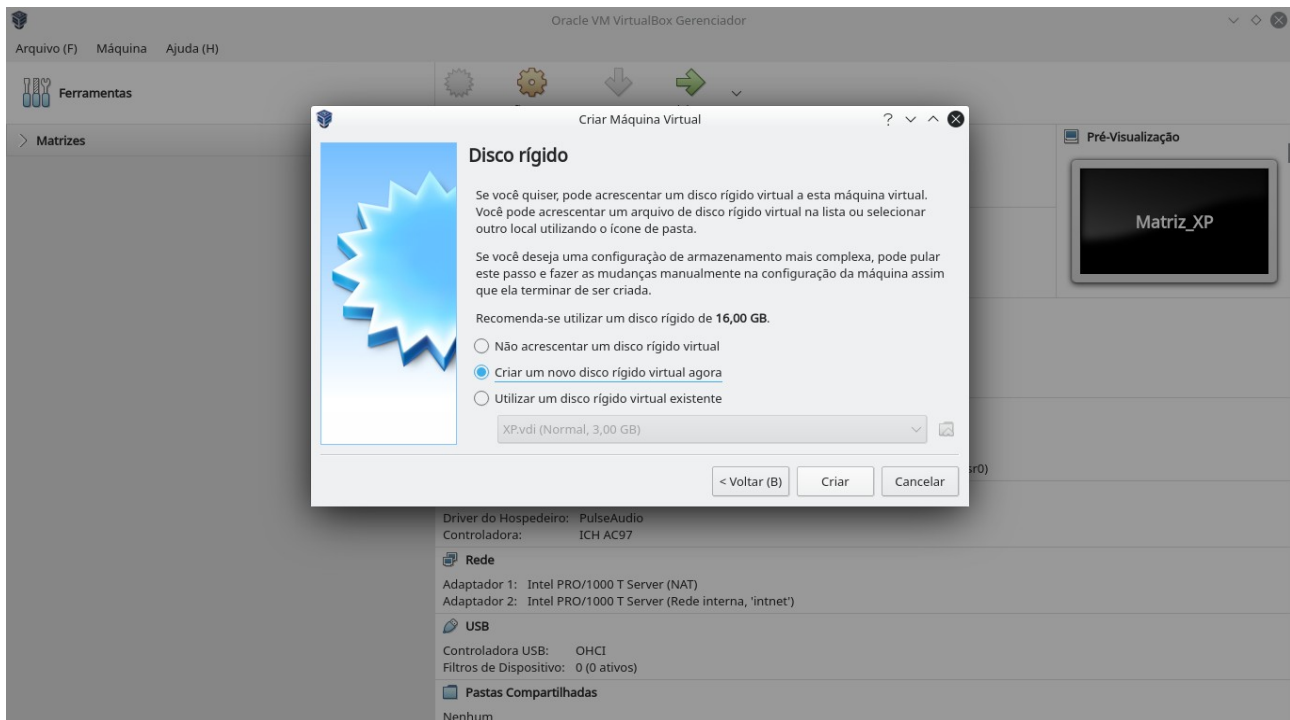 Oracle VM VirtualBox Gerenciador
Arquivo (F) Máquina Ajuda (H)
Ferramentas
Matrizes
Criar Máquina Virtual
Disco rígido
Se você quiser, pode acrescentar um disco rígido virtual a esta máquina virtual.
Você pode acrescentar um arquivo de disco rígido virtual na lista ou selecionar
outro local utilizando o ícone de pasta.
Se você deseja uma configuraçào de armazenamento mais complexa, pode pular
este passo e fazer as mudanças manualmente na configuração da máquina assim
que ela terminar de ser criada.
Recomenda-se utilizar um disco rígido de 16,00 GB.
Não acrescentar um disco rígido virtual
Criar um novo disco rígido virtual agora
Utilizar um disco rígido virtual existente
XP.vdi (Normal, 3,00 GB)
< Voltar (B) Criar Cancelar
Pré-Visualização
Matriz_XP
sr0)
Driver do Hospedeiro: PulseAudio
Controladora: ICH AC97
Rede
Adaptador 1: Intel PRO/1000 T Server (NAT)
Adaptador 2: Intel PRO/1000 T Server (Rede interna, 'intnet')
USB
Controladora USB: OHCI
Filtros de Dispositivo: 0 (0 ativos)
Pastas Compartilhadas
Nenhum